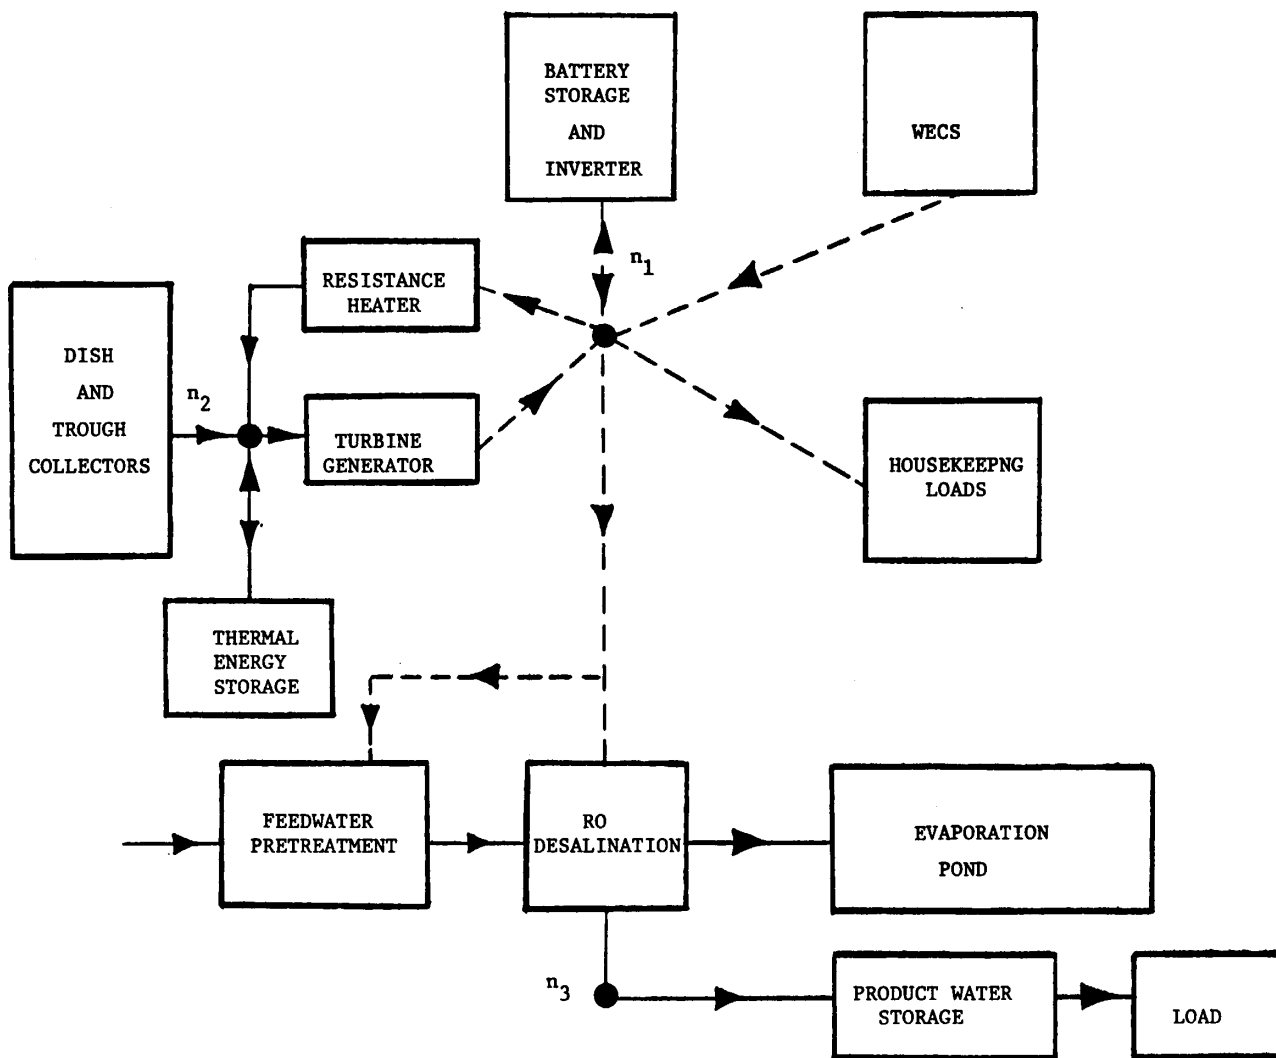 BATTERY
STORAGE
AND
INVERTER
WECS
n1
RESISTANCE
HEATER
DISH
AND
TROUGH
COLLECTORS
n2
TURBINE
GENERATOR
HOUSEKEEPNG
LOADS
THERMAL
ENERGY
STORAGE
FEEDWATER
PRETREATMENT
RO
DESALINATION
EVAPORATION
POND
n3
PRODUCT WATER
STORAGE
LOAD